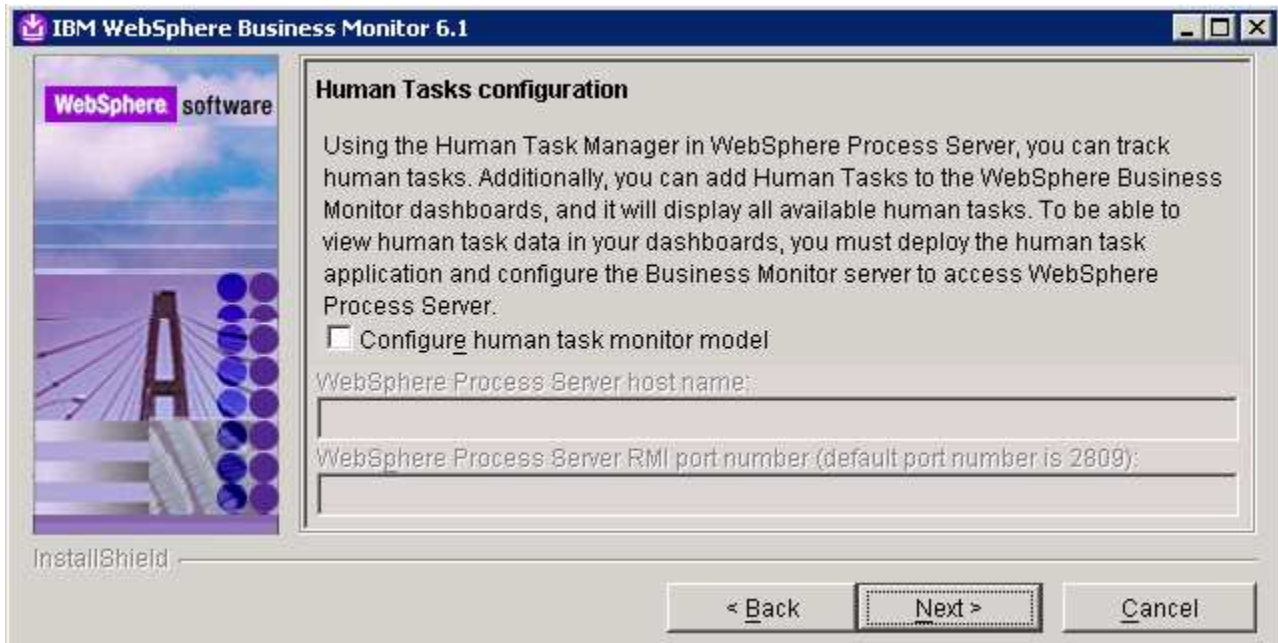 IBM WebSphere Business Monitor 6.1
WebSphere software
Human Tasks configuration
Using the Human Task Manager in WebSphere Process Server, you can track
human tasks. Additionally, you can add Human Tasks to the WebSphere Business
Monitor dashboards, and it will display all available human tasks. To be able to
view human task data in your dashboards, you must deploy the human task
application and configure the Business Monitor server to access WebSphere
Process Server.
Configure human task monitor model
WebSphere Process Server host name:
WebSphere Process Server RMI port number (default port number is 2809):
InstallShield
< Back Next > Cancel